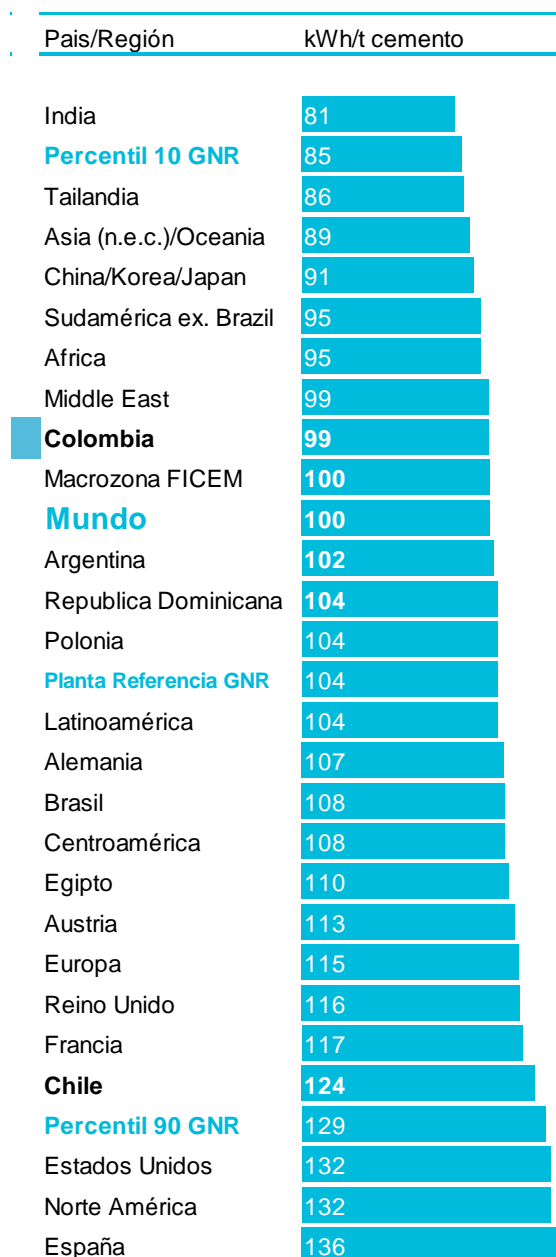 Pais/Región kWh/t cemento
India 81
Percentil 10 GNR 85
Tailandia 86
Asia (n.e.c.)/Oceania 89
China/Korea/Japan 91
Sudamérica ex. Brazil 95
Africa 95
Middle East 99
Colombia 99
Macrozona FICEM 100
Mundo 100
Argentina 102
Republica Dominicana 104
Polonia 104
Planta Referencia GNR 104
Latinoamérica 104
Alemania 107
Brasil 108
Centroamérica 108
Egipto 110
Austria 113
Europa 115
Reino Unido 116
Francia 117
Chile 124
Percentil 90 GNR 129
Estados Unidos 132
Norte América 132
España 136